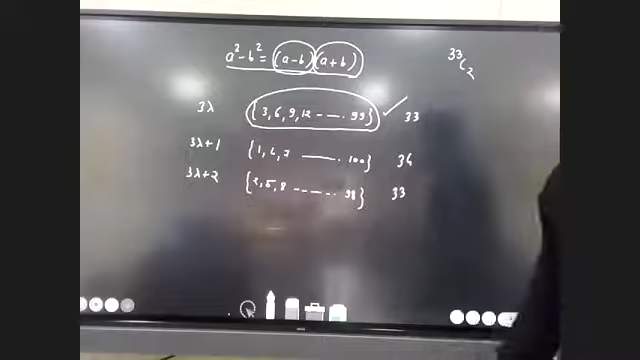 a² - b² = (a-b) (a+b)
³³C₂
3λ {3, 6, 9, 12 - - - . 99} ✓ 33
3λ+1 {1, 4, 7 ——— . 100} 34
3λ+2 {2, 5, 8 - - - - - . 98} 33